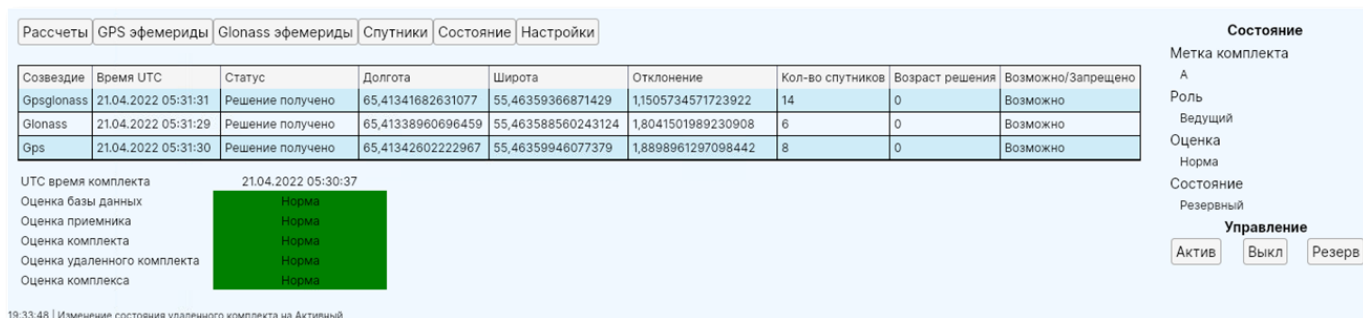 Рассчеты GPS эфемериды Glonass эфемериды Спутники Состояние Настройки
Созвездие Время UTC Статус Долгота Широта Отклонение Кол-во спутников Возраст решения Возможно/Запрещено
Gpsglonass 21.04.2022 05:31:31 Решение получено 65,41341682631077 55,46359366871429 1,1505734571723922 14 0 Возможно
Glonass 21.04.2022 05:31:29 Решение получено 65,41338960696459 55,463588560243124 1,8041501989230908 6 0 Возможно
Gps 21.04.2022 05:31:30 Решение получено 65,41342602222967 55,46359946077379 1,8898961297098442 8 0 Возможно
UTC время комплекта 21.04.2022 05:30:37
Оценка базы данных Норма
Оценка приемника Норма
Оценка комплекта Норма
Оценка удаленного комплекта Норма
Оценка комплекса Норма
19:33:48 | Изменение состояния удаленного комплекта на Активный
Состояние
Метка комплекта
А
Роль
Ведущий
Оценка
Норма
Состояние
Резервный
Управление
Актив Выкл Резерв